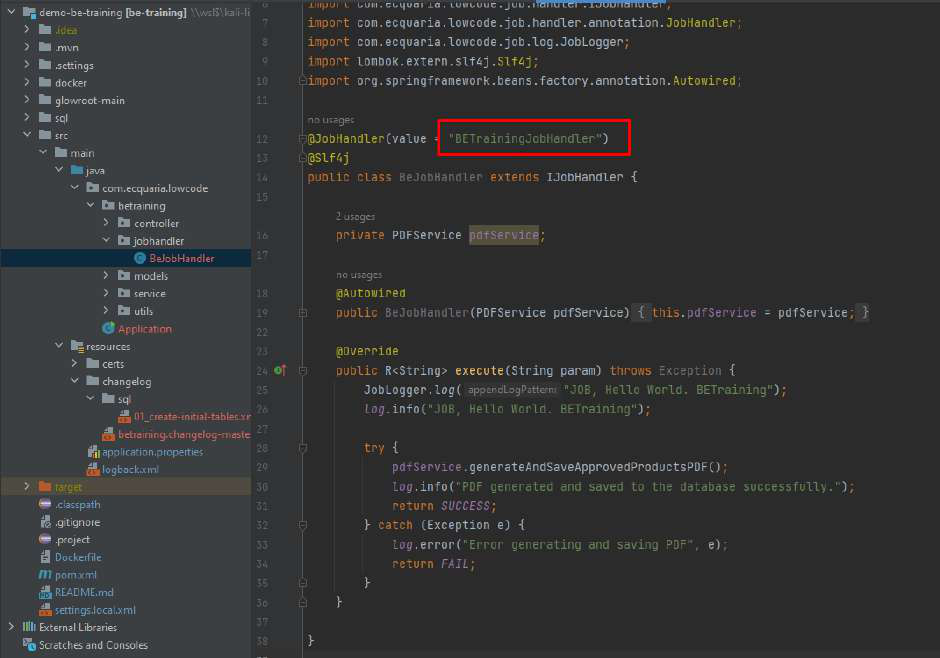 demo-be-training [be-training] \\wsl$\kali-li
.idea
.mvn
.settings
docker
glowroot-main
sql
src
main
java
com.ecquaria.lowcode
betraining
controller
jobhandler
BeJobHandler
models
service
utils
Application
resources
certs
changelog
sql
01_create-initial-tables.xm
betraining.changelog-maste
application.properties
logback.xml
target
.classpath
.gitignore
.project
Dockerfile
pom.xml
README.md
settings.local.xml
External Libraries
Scratches and Consoles
6 import com.ecquaria.lowcode.job.handler.IJobHandler;
7 import com.ecquaria.lowcode.job.handler.annotation.JobHandler;
8 import com.ecquaria.lowcode.job.log.JobLogger;
9 import lombok.extern.slf4j.Slf4j;
10 import org.springframework.beans.factory.annotation.Autowired;
11
no usages
12 @JobHandler(value = "BETrainingJobHandler")
13 @Slf4j
14 public class BeJobHandler extends IJobHandler {
15
2 usages
16 private PDFService pdfService;
17
no usages
18 @Autowired
19 public BeJobHandler(PDFService pdfService) { this.pdfService = pdfService; }
22
23 @Override
24 public R<String> execute(String param) throws Exception {
25 JobLogger.log( appendLogPattern: "JOB, Hello World. BETraining");
26 log.info("JOB, Hello World. BETraining");
27
28 try {
29 pdfService.generateAndSaveApprovedProductsPDF();
30 log.info("PDF generated and saved to the database successfully.");
31 return SUCCESS;
32 } catch (Exception e) {
33 log.error("Error generating and saving PDF", e);
34 return FAIL;
35 }
36 }
37
38 }